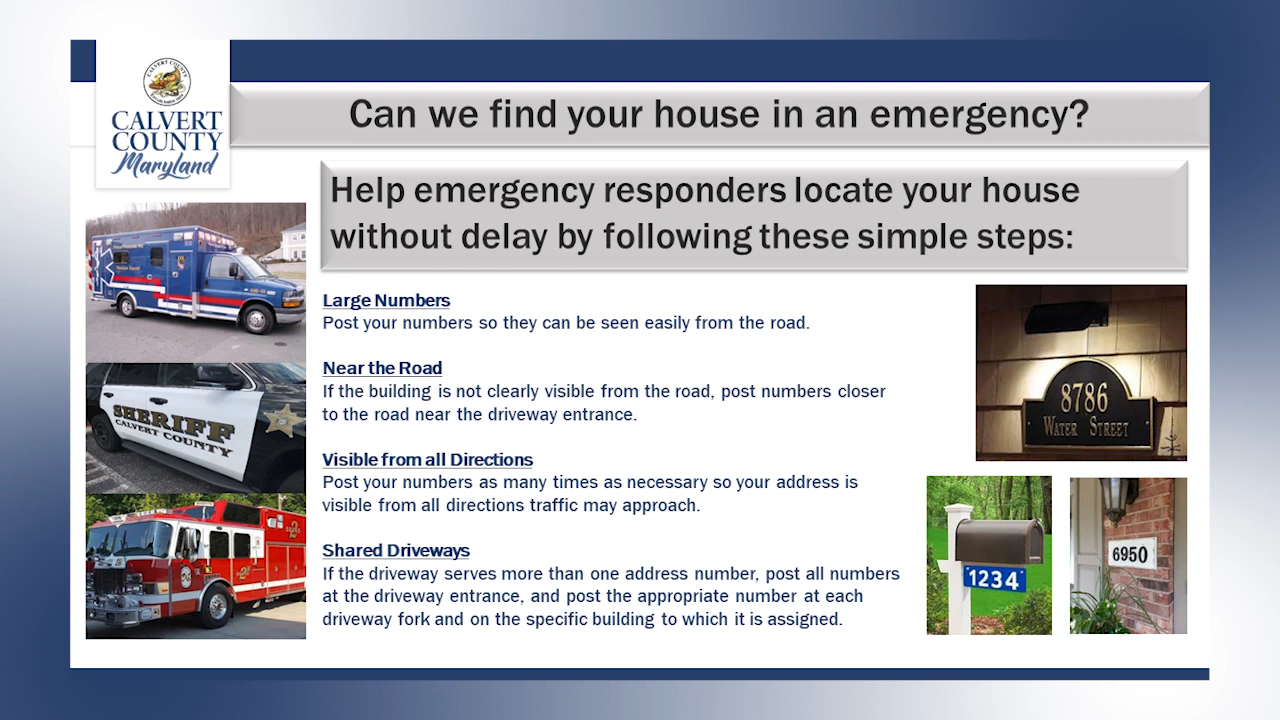 CALVERT COUNTY
CALVERT
COUNTY
Maryland
Can we find your house in an emergency?
Help emergency responders locate your house
without delay by following these simple steps:
Large Numbers
Post your numbers so they can be seen easily from the road.
Near the Road
If the building is not clearly visible from the road, post numbers closer
to the road near the driveway entrance.
Visible from all Directions
Post your numbers as many times as necessary so your address is
visible from all directions traffic may approach.
Shared Driveways
If the driveway serves more than one address number, post all numbers
at the driveway entrance, and post the appropriate number at each
driveway fork and on the specific building to which it is assigned.
SHERIFF
CALVERT COUNTY
8786
WATER STREET
1234
6950